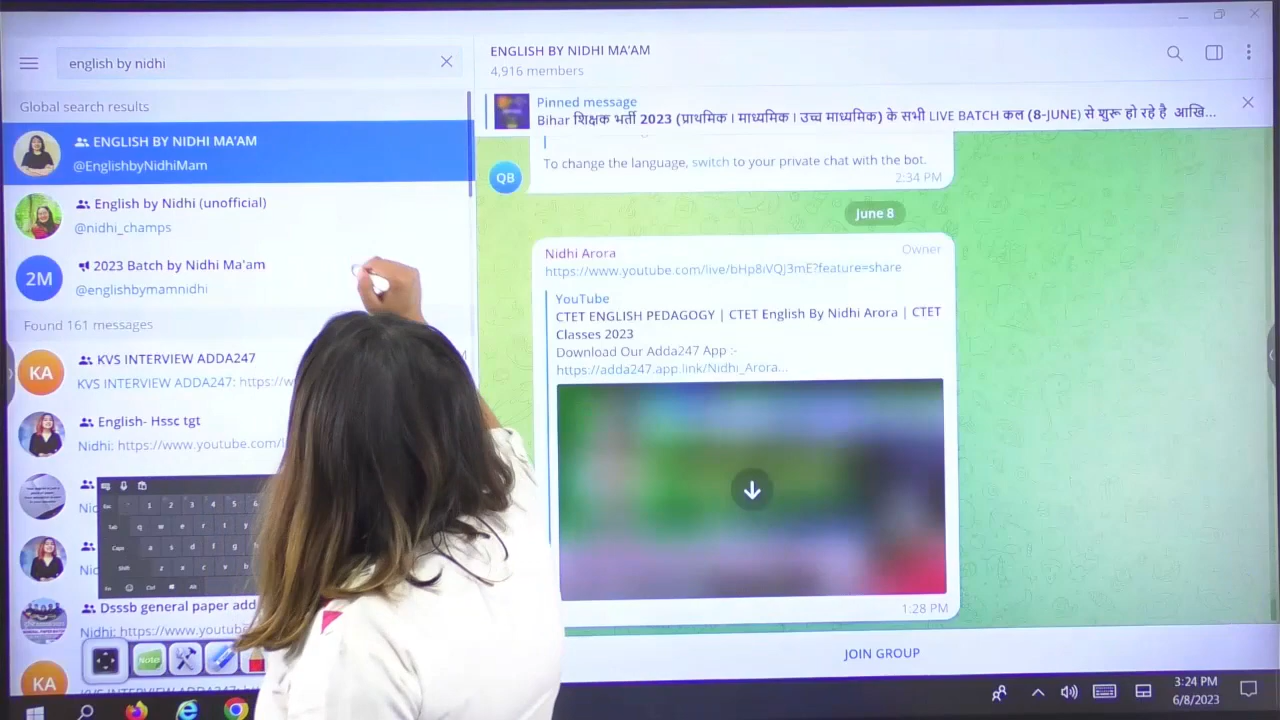 english by nidhi
Global search results
ENGLISH BY NIDHI MA'AM
@EnglishbyNidhiMam
English by Nidhi (unofficial)
@nidhi_champs
2M
2023 Batch by Nidhi Ma'am
@englishbymamnidhi
Found 161 messages
KA
KVS INTERVIEW ADDA247
KVS INTERVIEW ADDA247: https://w
English- Hssc tgt
Nidhi: https://www.youtube.com/l
Nid
Nid
Dsssb general paper add
Nidhi: https://www.youtub
KA
KVS INTERVIEW ADDA247
Note
ENGLISH BY NIDHI MA'AM
4,916 members
Pinned message
Bihar शिक्षक भर्ती 2023 (प्राथमिक । माध्यमिक । उच्च माध्यमिक) के सभी LIVE BATCH कल (8-JUNE) से शुरू हो रहे है आखि...
To change the language, switch to your private chat with the bot.
2:34 PM
QB
June 8
Nidhi Arora
Owner
https://www.youtube.com/live/bHp8iVQJ3mE?feature=share
YouTube
CTET ENGLISH PEDAGOGY | CTET English By Nidhi Arora | CTET
Classes 2023
Download Our Adda247 App :-
https://adda247.app.link/Nidhi_Arora...
1:28 PM
JOIN GROUP
3:24 PM
6/8/2023